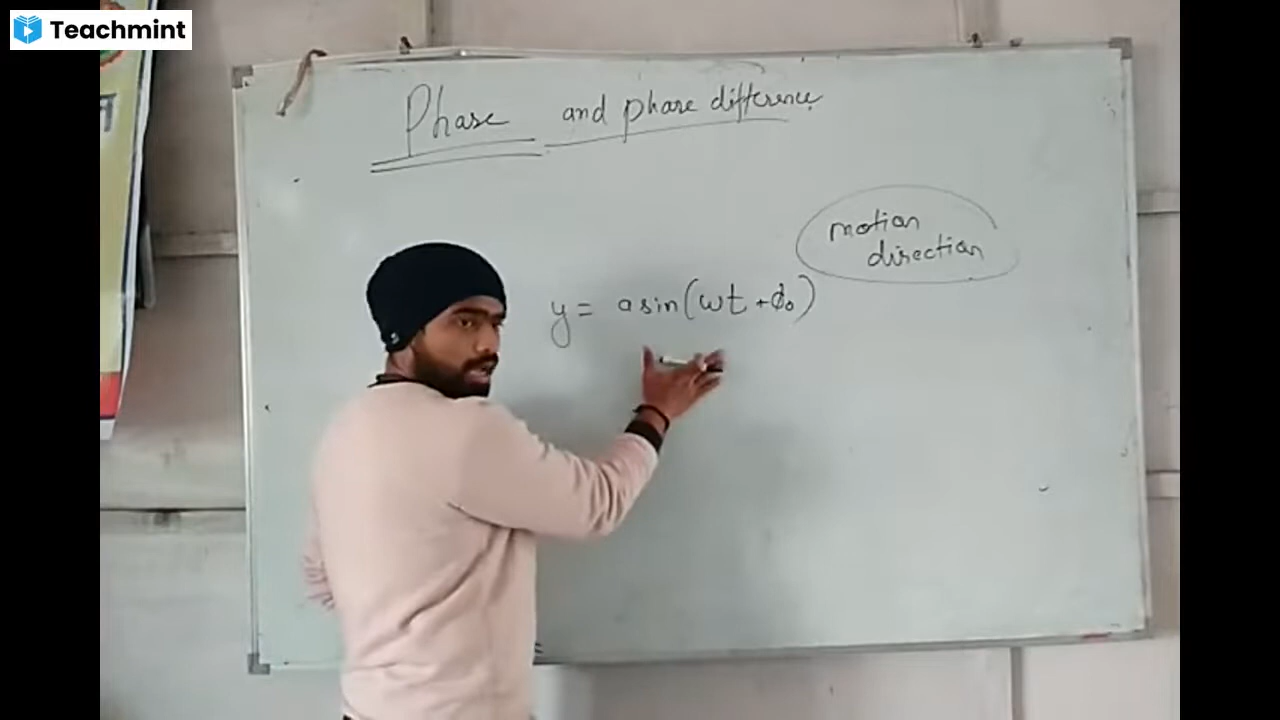 Teachmint
Phase and phase difference
motion
direction
y = a sin(ωt + φ₀)